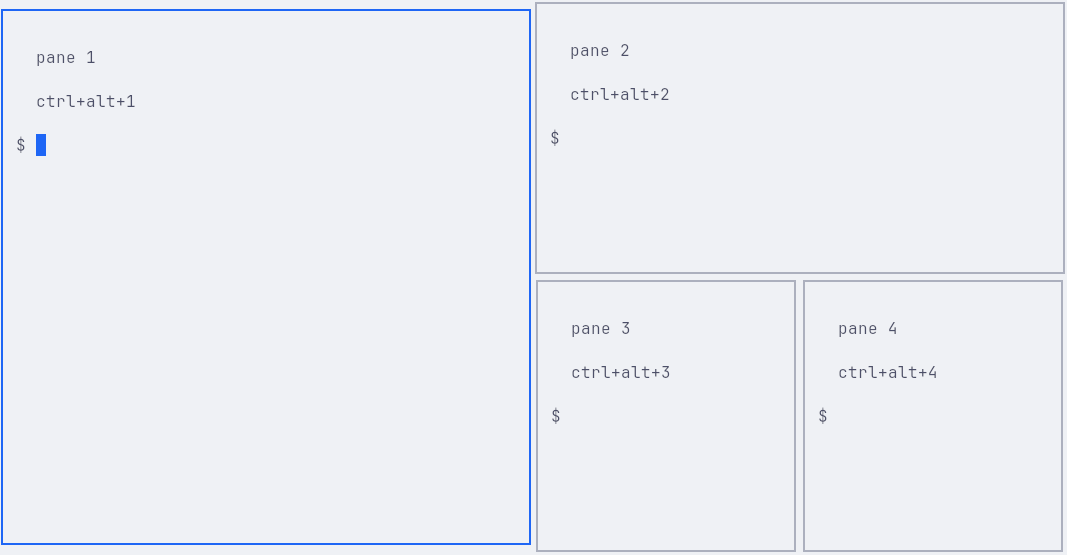 pane 1
ctrl+alt+1
$
pane 2
ctrl+alt+2
$
pane 3
ctrl+alt+3
$
pane 4
ctrl+alt+4
$